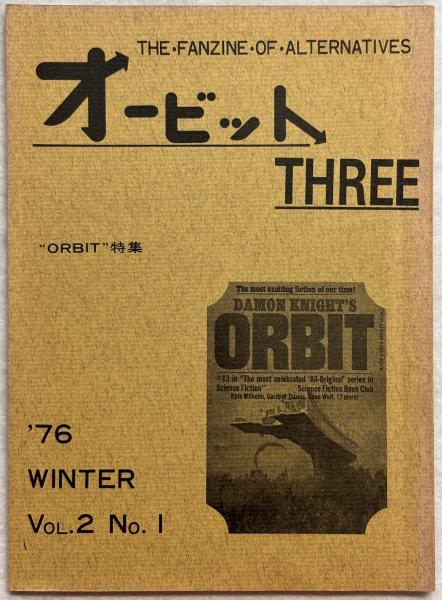 THE・FANZINE・OF・ALTERNATIVES
オービット
THREE
“ORBIT”特集
The most exciting fiction of our time!
DAMON KNIGHT'S
ORBIT
#13 in "The most celebrated 'All-Original' series in
Science Fiction"
Science Fiction Book Club
Kate Wilhelm, Gardner Dozois, Gene Wolf, 17 more!
'76
WINTER
VOL.2 NO.1